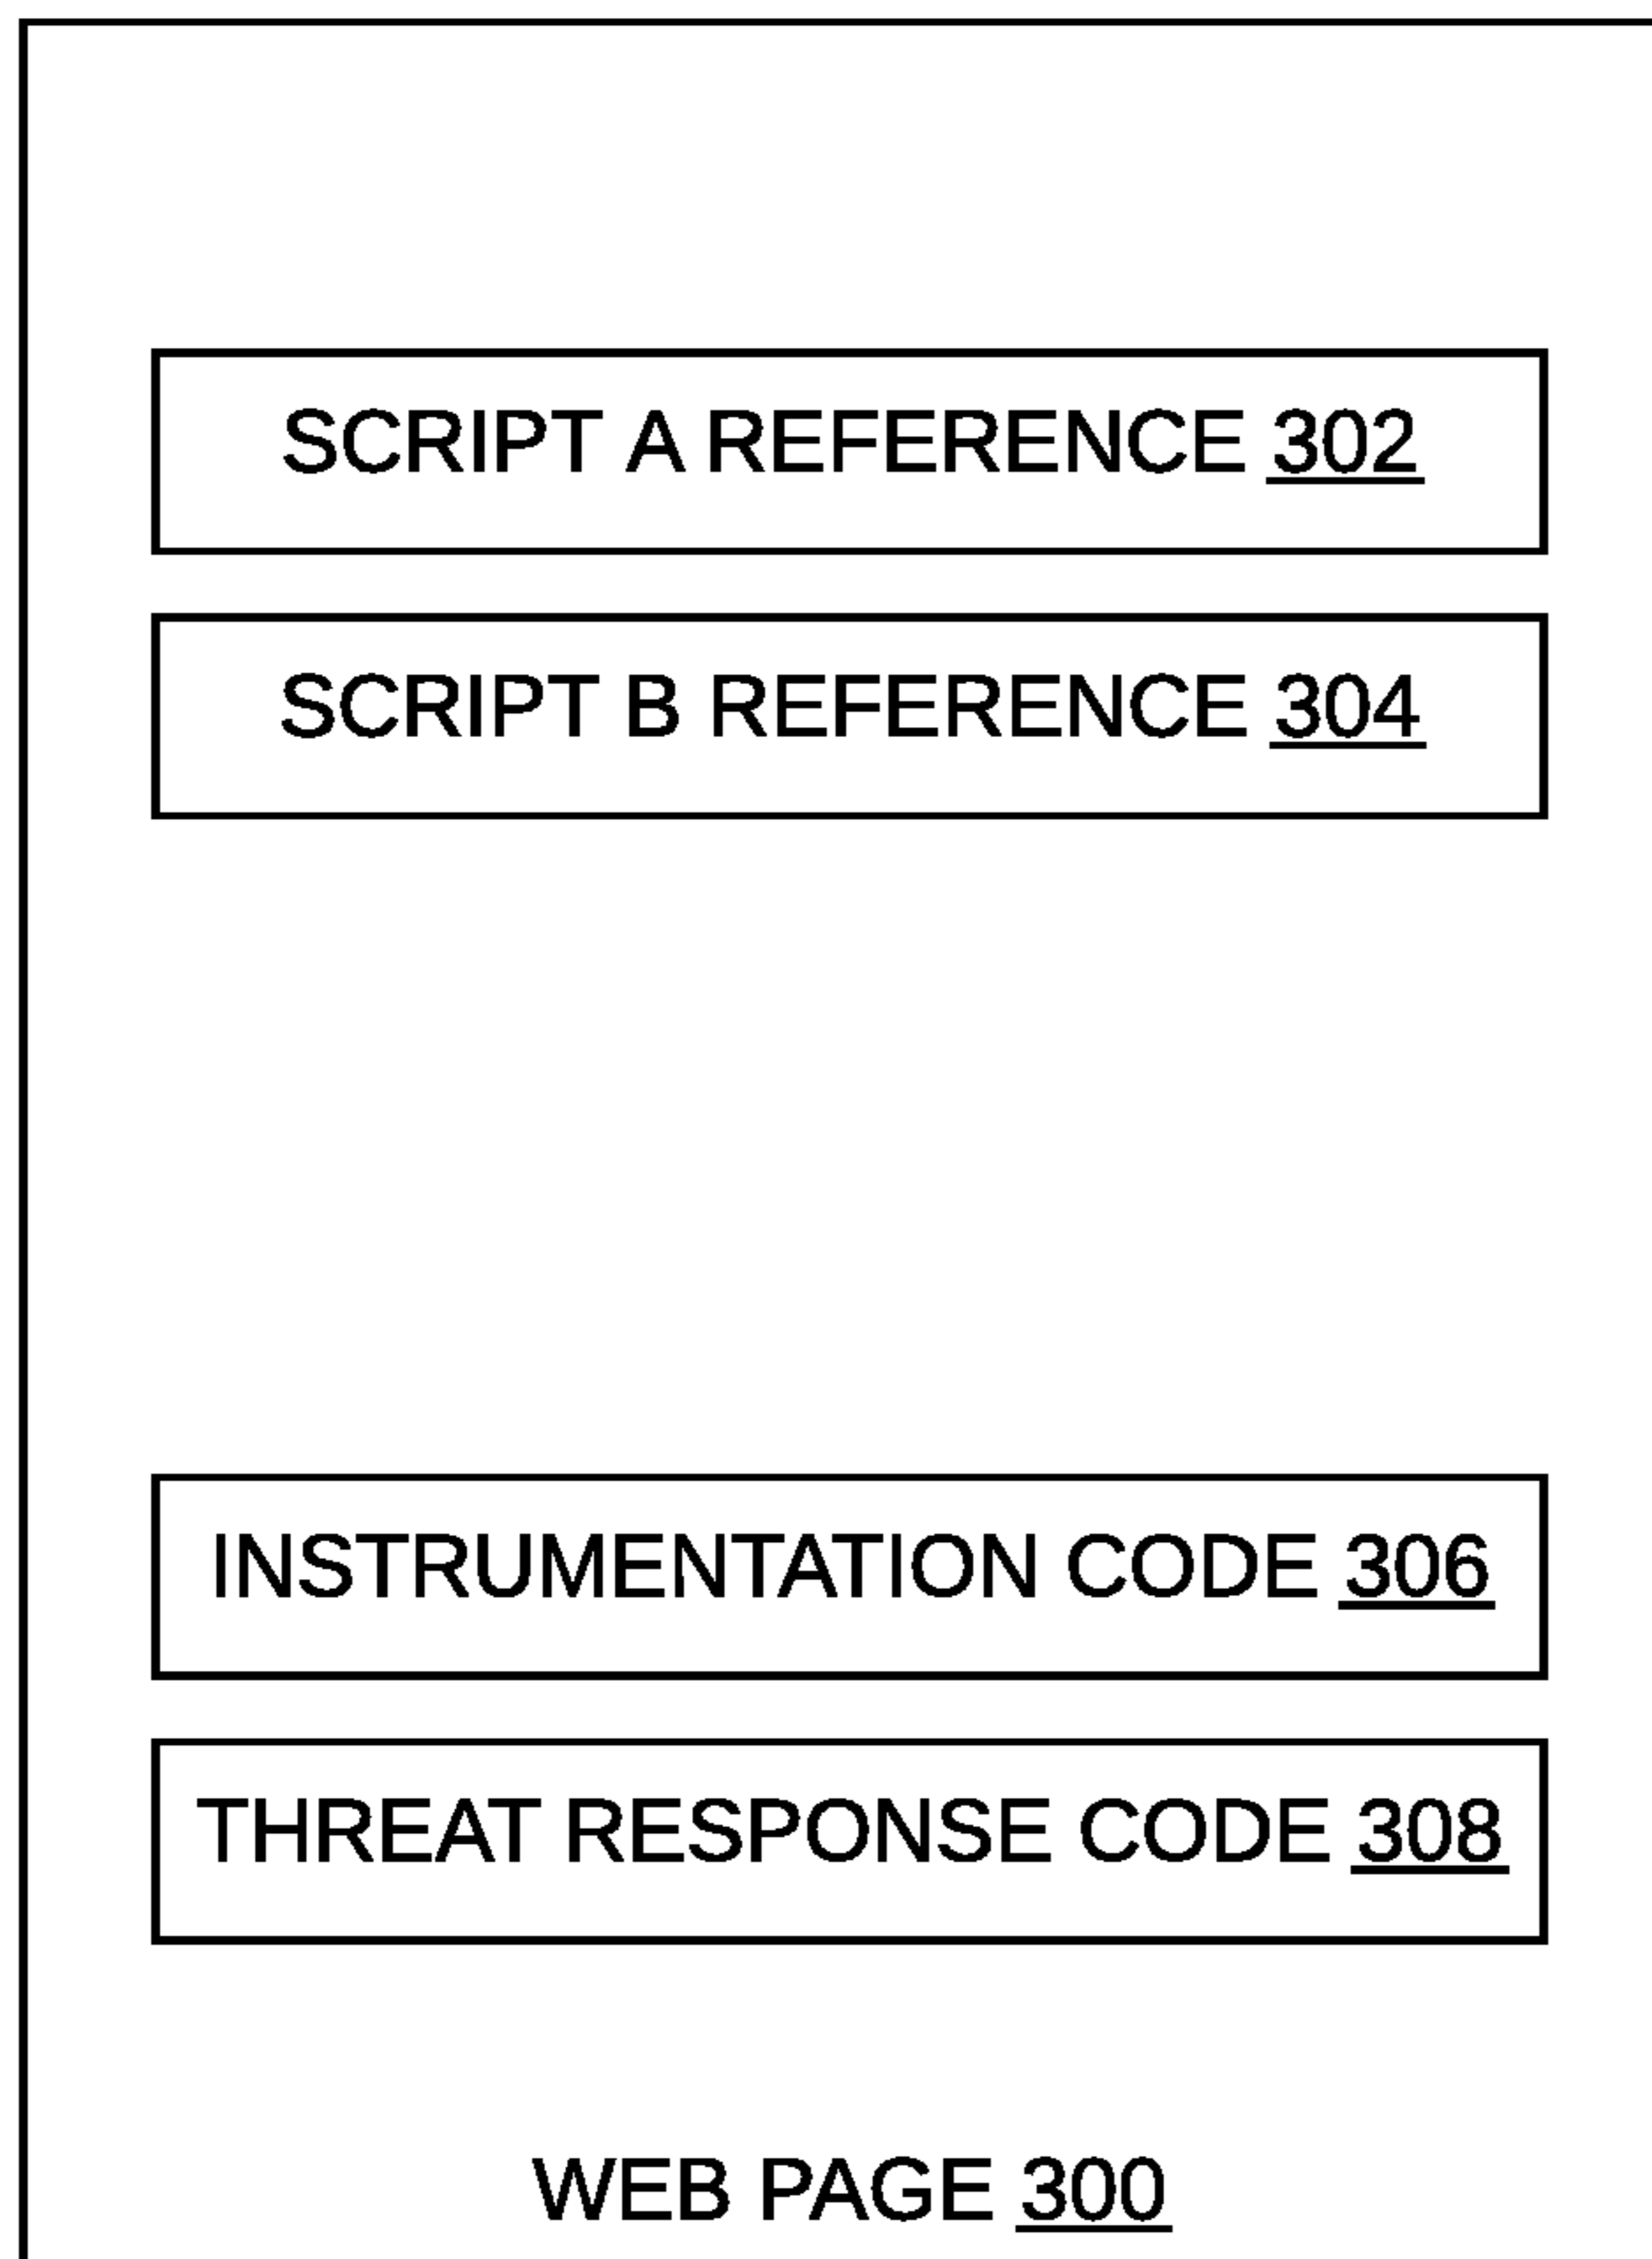 SCRIPT A REFERENCE 302
SCRIPT B REFERENCE 304
INSTRUMENTATION CODE 306
THREAT RESPONSE CODE 308
WEB PAGE 300